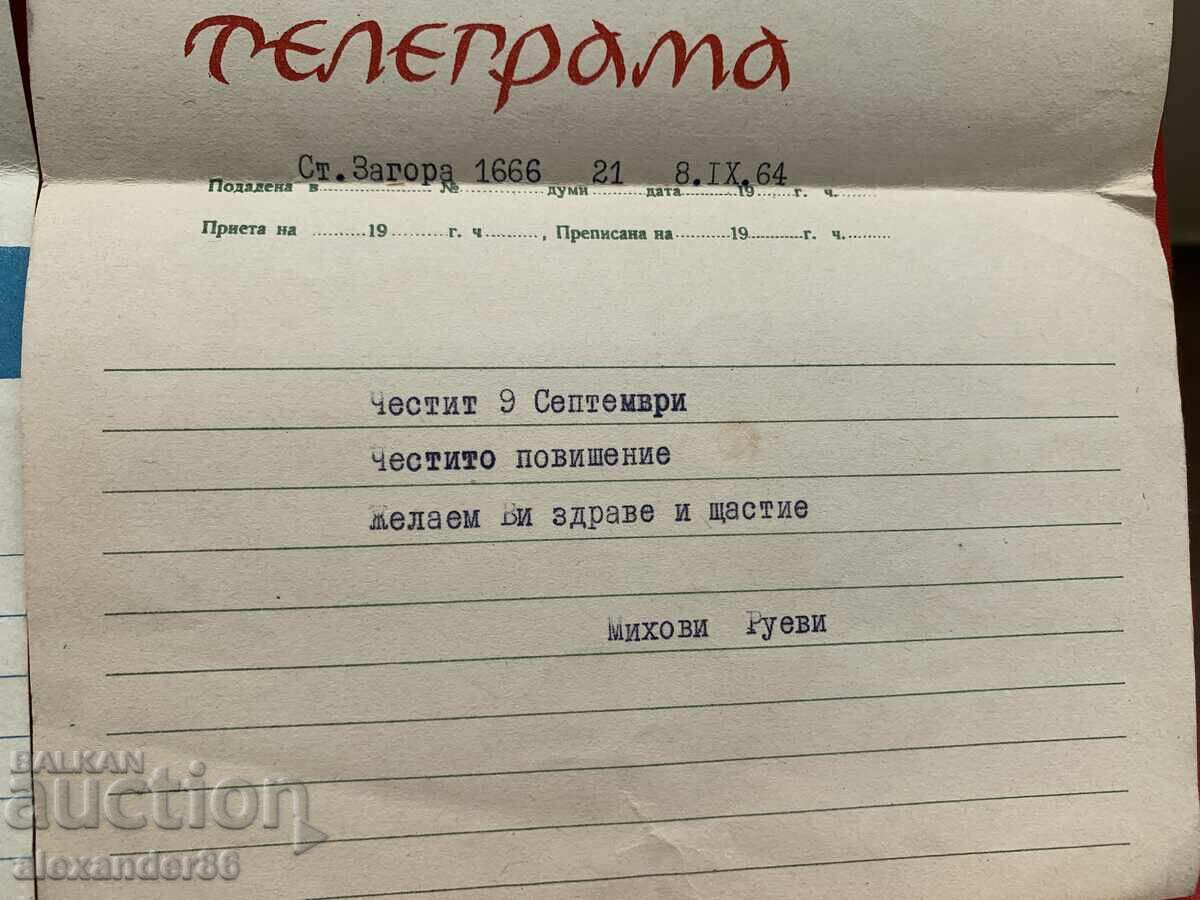 телеграма
Ст. Загора 1666 21 8.IX.64
Подадена в №  думи дата 19 г. ч.
Приета на 19 г. ч , Преписана на 19 г. ч.
Честит 9 Септември
Честито повишение
Желаем Ви здраве и щастие
Михови Руеви
BALKAN
auction
alexander86